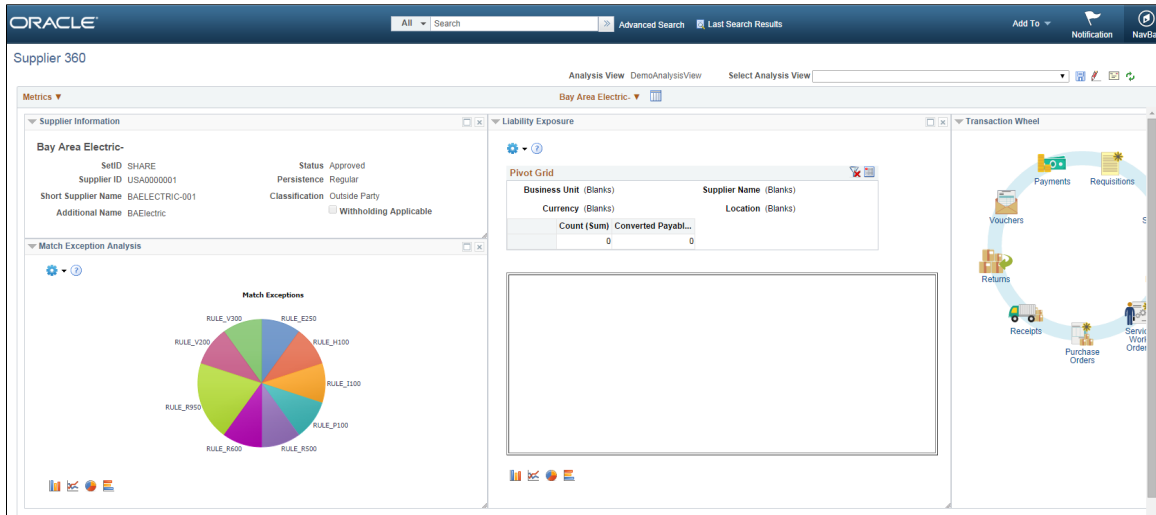 ORACLE
All Search Advanced Search Last Search Results Add To Notification
Supplier 360
Analysis View DemoAnalysisView Select Analysis View
Metrics Bay Area Electric-
Supplier Information
Bay Area Electric-
SetID SHARE Status Approved
Supplier ID USA0000001 Persistence Regular
Short Supplier Name BAELECTRIC-001 Classification Outside Party
Additional Name BAElectric Withholding Applicable
Match Exception Analysis
Match Exceptions
RULE_V300 RULE_E250
RULE_V200 RULE_H100
RULE_I100
RULE_R950
RULE_P100
RULE_R600 RULE_R500
Liability Exposure
Pivot Grid
Business Unit (Blanks) Supplier Name (Blanks)
Currency (Blanks) Location (Blanks)
Count (Sum) Converted Payabl...
0 0
Transaction Wheel
Payments Requisitions
Vouchers
Returns
Receipts
Purchase
Orders